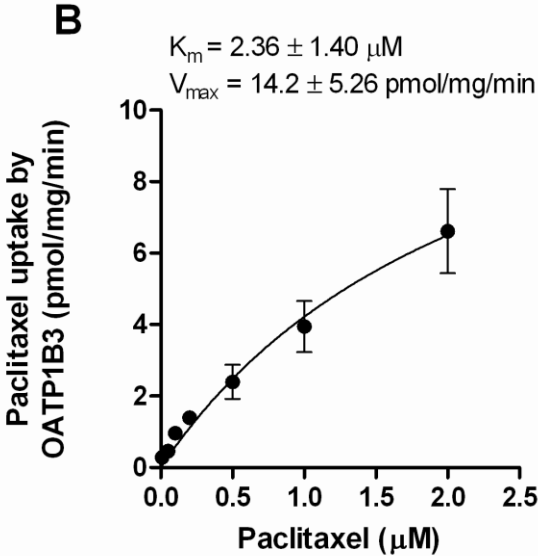 B
Km = 2.36 ± 1.40 μM
Vmax = 14.2 ± 5.26 pmol/mg/min
Paclitaxel uptake by
OATP1B3 (pmol/mg/min)
10
8
6
4
2
0
0.0 0.5 1.0 1.5 2.0 2.5
Paclitaxel (μM)